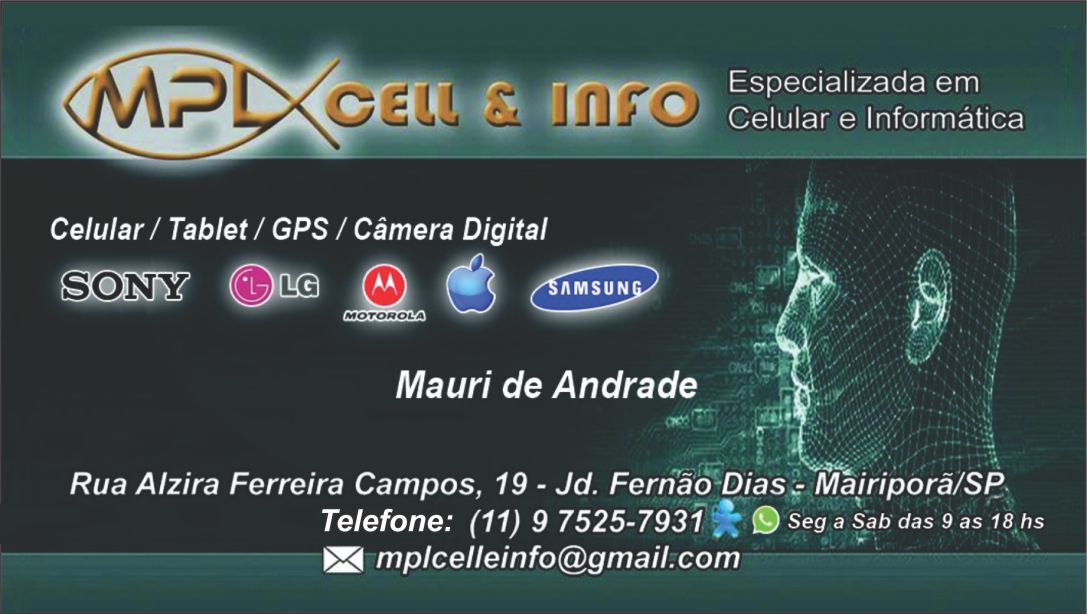 MPL CELL & INFO
Especializada em
Celular e Informática
Celular / Tablet / GPS / Câmera Digital
SONY LG MOTOROLA SAMSUNG
Mauri de Andrade
Rua Alzira Ferreira Campos, 19 - Jd. Fernão Dias - Mairiporã/SP
Telefone: (11) 9 7525-7931 Seg a Sab das 9 as 18 hs
mplcelleinfo@gmail.com